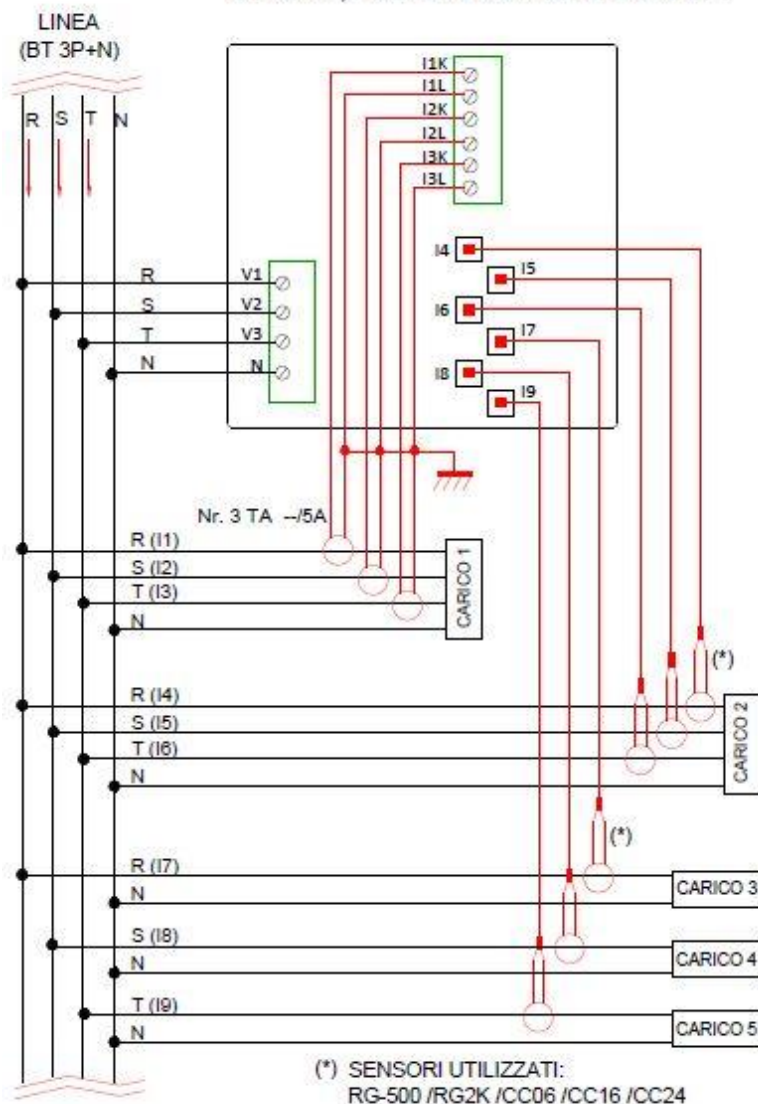 LINEA
(BT 3P+N)
R S T N
I1K
I1L
I2K
I2L
I3K
I3L
I4
I5
I6
I7
I8
I9
R V1
S V2
T V3
N N
Nr. 3 TA --/5A
R (I1)
S (I2)
T (I3)
N
CARICO 1
(*)
R (I4)
S (I5)
T (I6)
N
CARICO 2
(*)
R (I7)
N
CARICO 3
S (I8)
N
CARICO 4
T (I9)
N
CARICO 5
(*) SENSORI UTILIZZATI:
RG-500 /RG2K /CC06 /CC16 /CC24